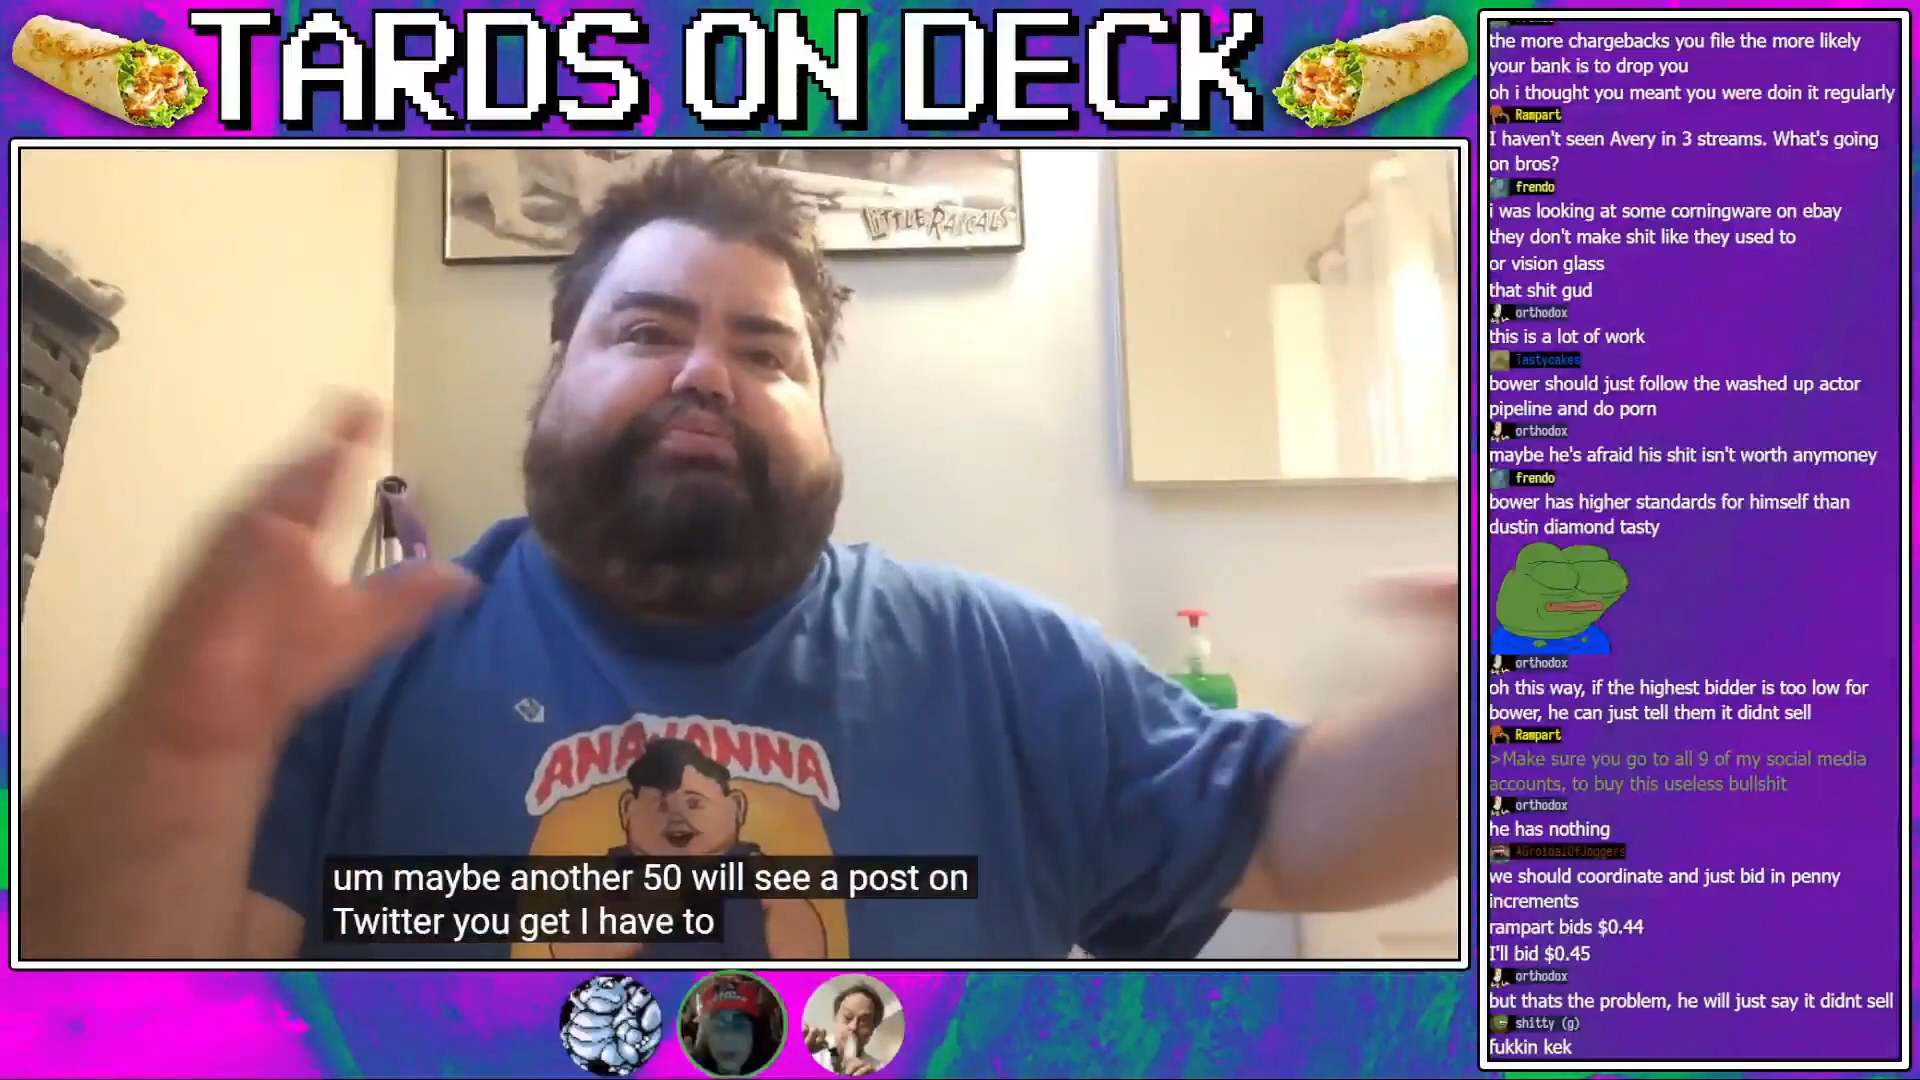 TARDS ON DECK
LITTLE RASCALS
ANAVANNA
um maybe another 50 will see a post on
Twitter you get I have to
the more chargebacks you file the more likely
your bank is to drop you
oh i thought you meant you were doin it regularly
Rampart
I haven't seen Avery in 3 streams. What's going
on bros?
frendo
i was looking at some corningware on ebay
they don't make shit like they used to
or vision glass
that shit gud
orthodox
this is a lot of work
Tastycakes
bower should just follow the washed up actor
pipeline and do porn
orthodox
maybe he's afraid his shit isn't worth anymoney
frendo
bower has higher standards for himself than
dustin diamond tasty
orthodox
oh this way, if the highest bidder is too low for
bower, he can just tell them it didnt sell
Rampart
>Make sure you go to all 9 of my social media
accounts, to buy this useless bullshit
orthodox
he has nothing
AGroidalOfJoggers
we should coordinate and just bid in penny
increments
rampart bids $0.44
I'll bid $0.45
orthodox
but thats the problem, he will just say it didnt sell
shitty (g)
fukkin kek